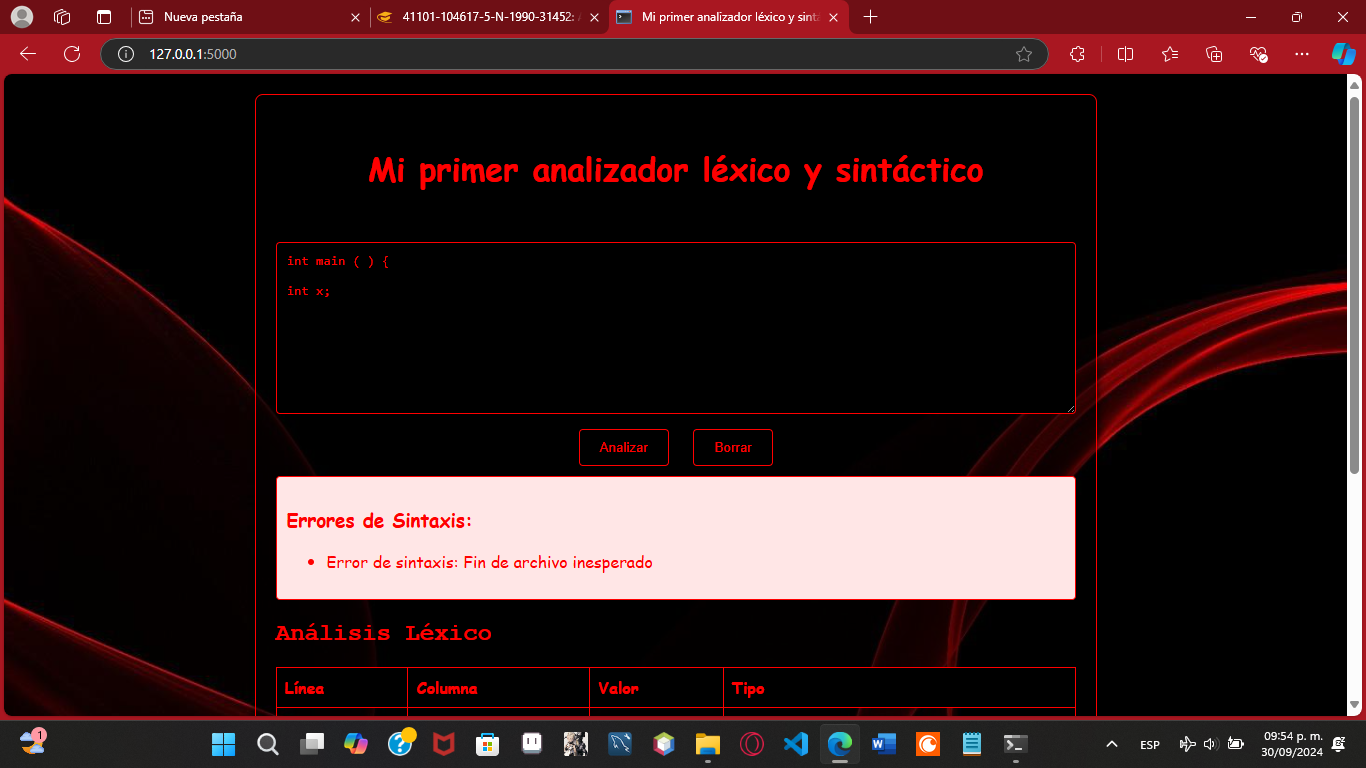 Nueva pestaña
41101-104617-5-N-1990-31452:
Mi primer analizador léxico y sint
127.0.0.1:5000
Mi primer analizador léxico y sintáctico
int main ( ) {
int x;
Analizar
Borrar
Errores de Sintaxis:
Error de sintaxis: Fin de archivo inesperado
Análisis Léxico
Línea Columna Valor Tipo
1
ESP
09:54 p. m.
30/09/2024